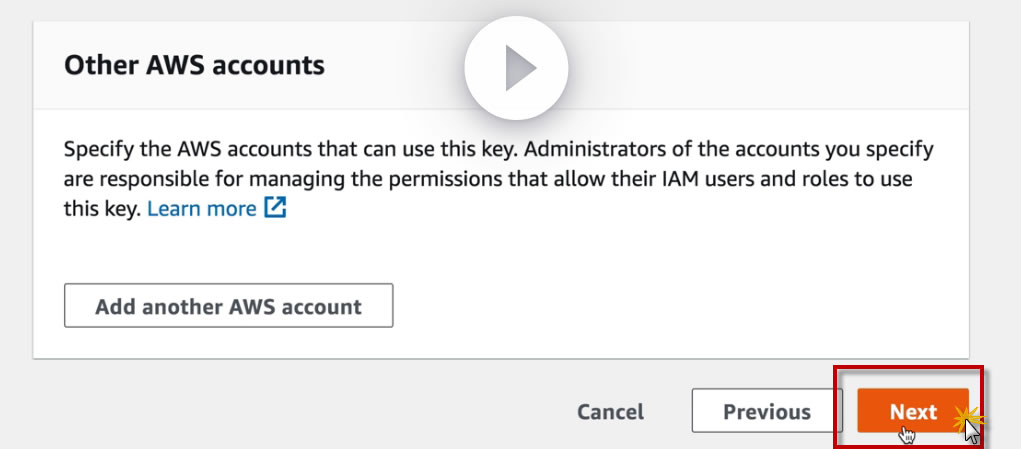 Other AWS accounts
Specify the AWS accounts that can use this key. Administrators of the accounts you specify
are responsible for managing the permissions that allow their IAM users and roles to use
this key. Learn more
Add another AWS account
Cancel
Previous
Next